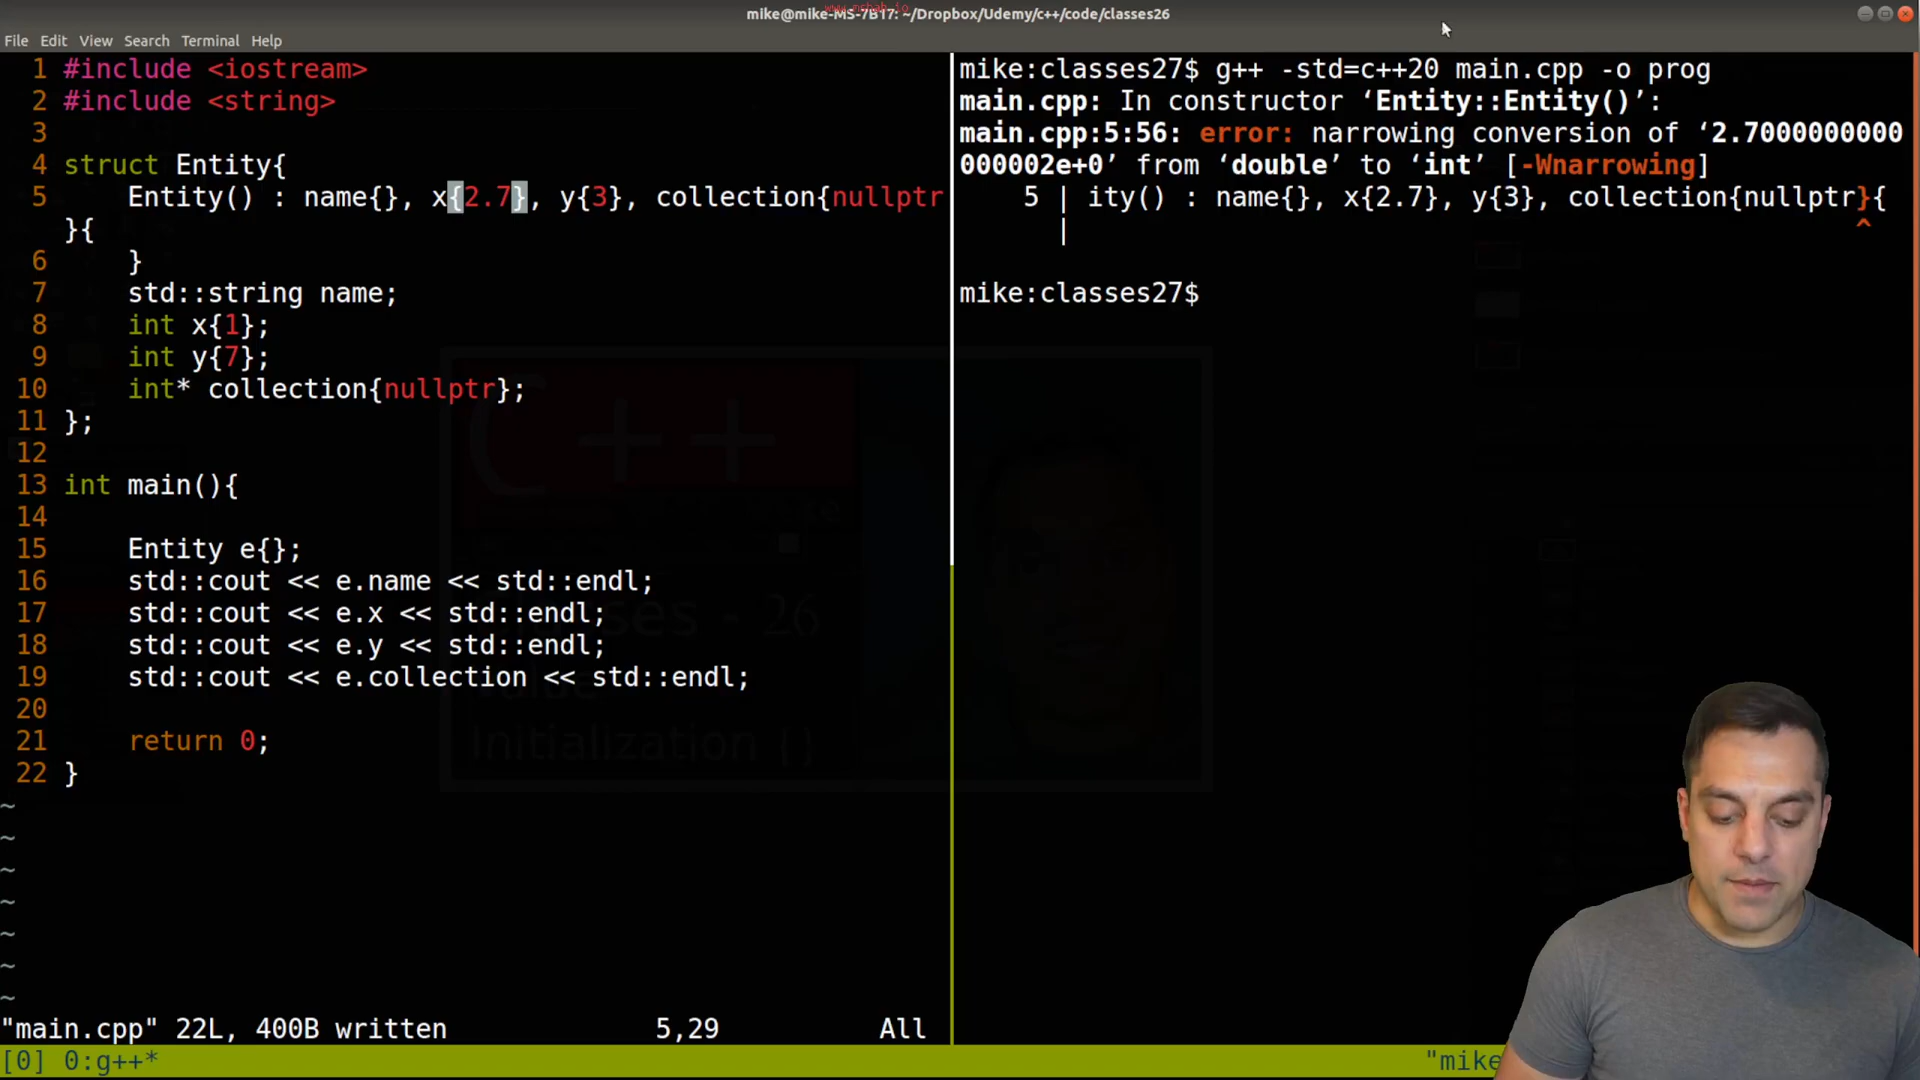 www.mshah.io
mike@mike-MS-7B17: ~/Dropbox/Udemy/c++/code/classes26
File Edit View Search Terminal Help
1 #include <iostream>
2 #include <string>
3
4 struct Entity{
5     Entity() : name{}, x{2.7}, y{3}, collection{nullptr
}{
6     }
7     std::string name;
8     int x{1};
9     int y{7};
10     int* collection{nullptr};
11 };
12
13 int main(){
14
15     Entity e{};
16     std::cout << e.name << std::endl;
17     std::cout << e.x << std::endl;
18     std::cout << e.y << std::endl;
19     std::cout << e.collection << std::endl;
20
21     return 0;
22 }
~
~
~
~
~
~
~
"main.cpp" 22L, 400B written 5,29 All
mike:classes27$ g++ -std=c++20 main.cpp -o prog
main.cpp: In constructor ‘Entity::Entity()’:
main.cpp:5:56: error: narrowing conversion of ‘2.7000000000
000002e+0’ from ‘double’ to ‘int’ [-Wnarrowing]
5 | ity() : name{}, x{2.7}, y{3}, collection{nullptr}{
| ^
mike:classes27$
C++
- 26
Initialization {}
[0] 0:g++* "mike